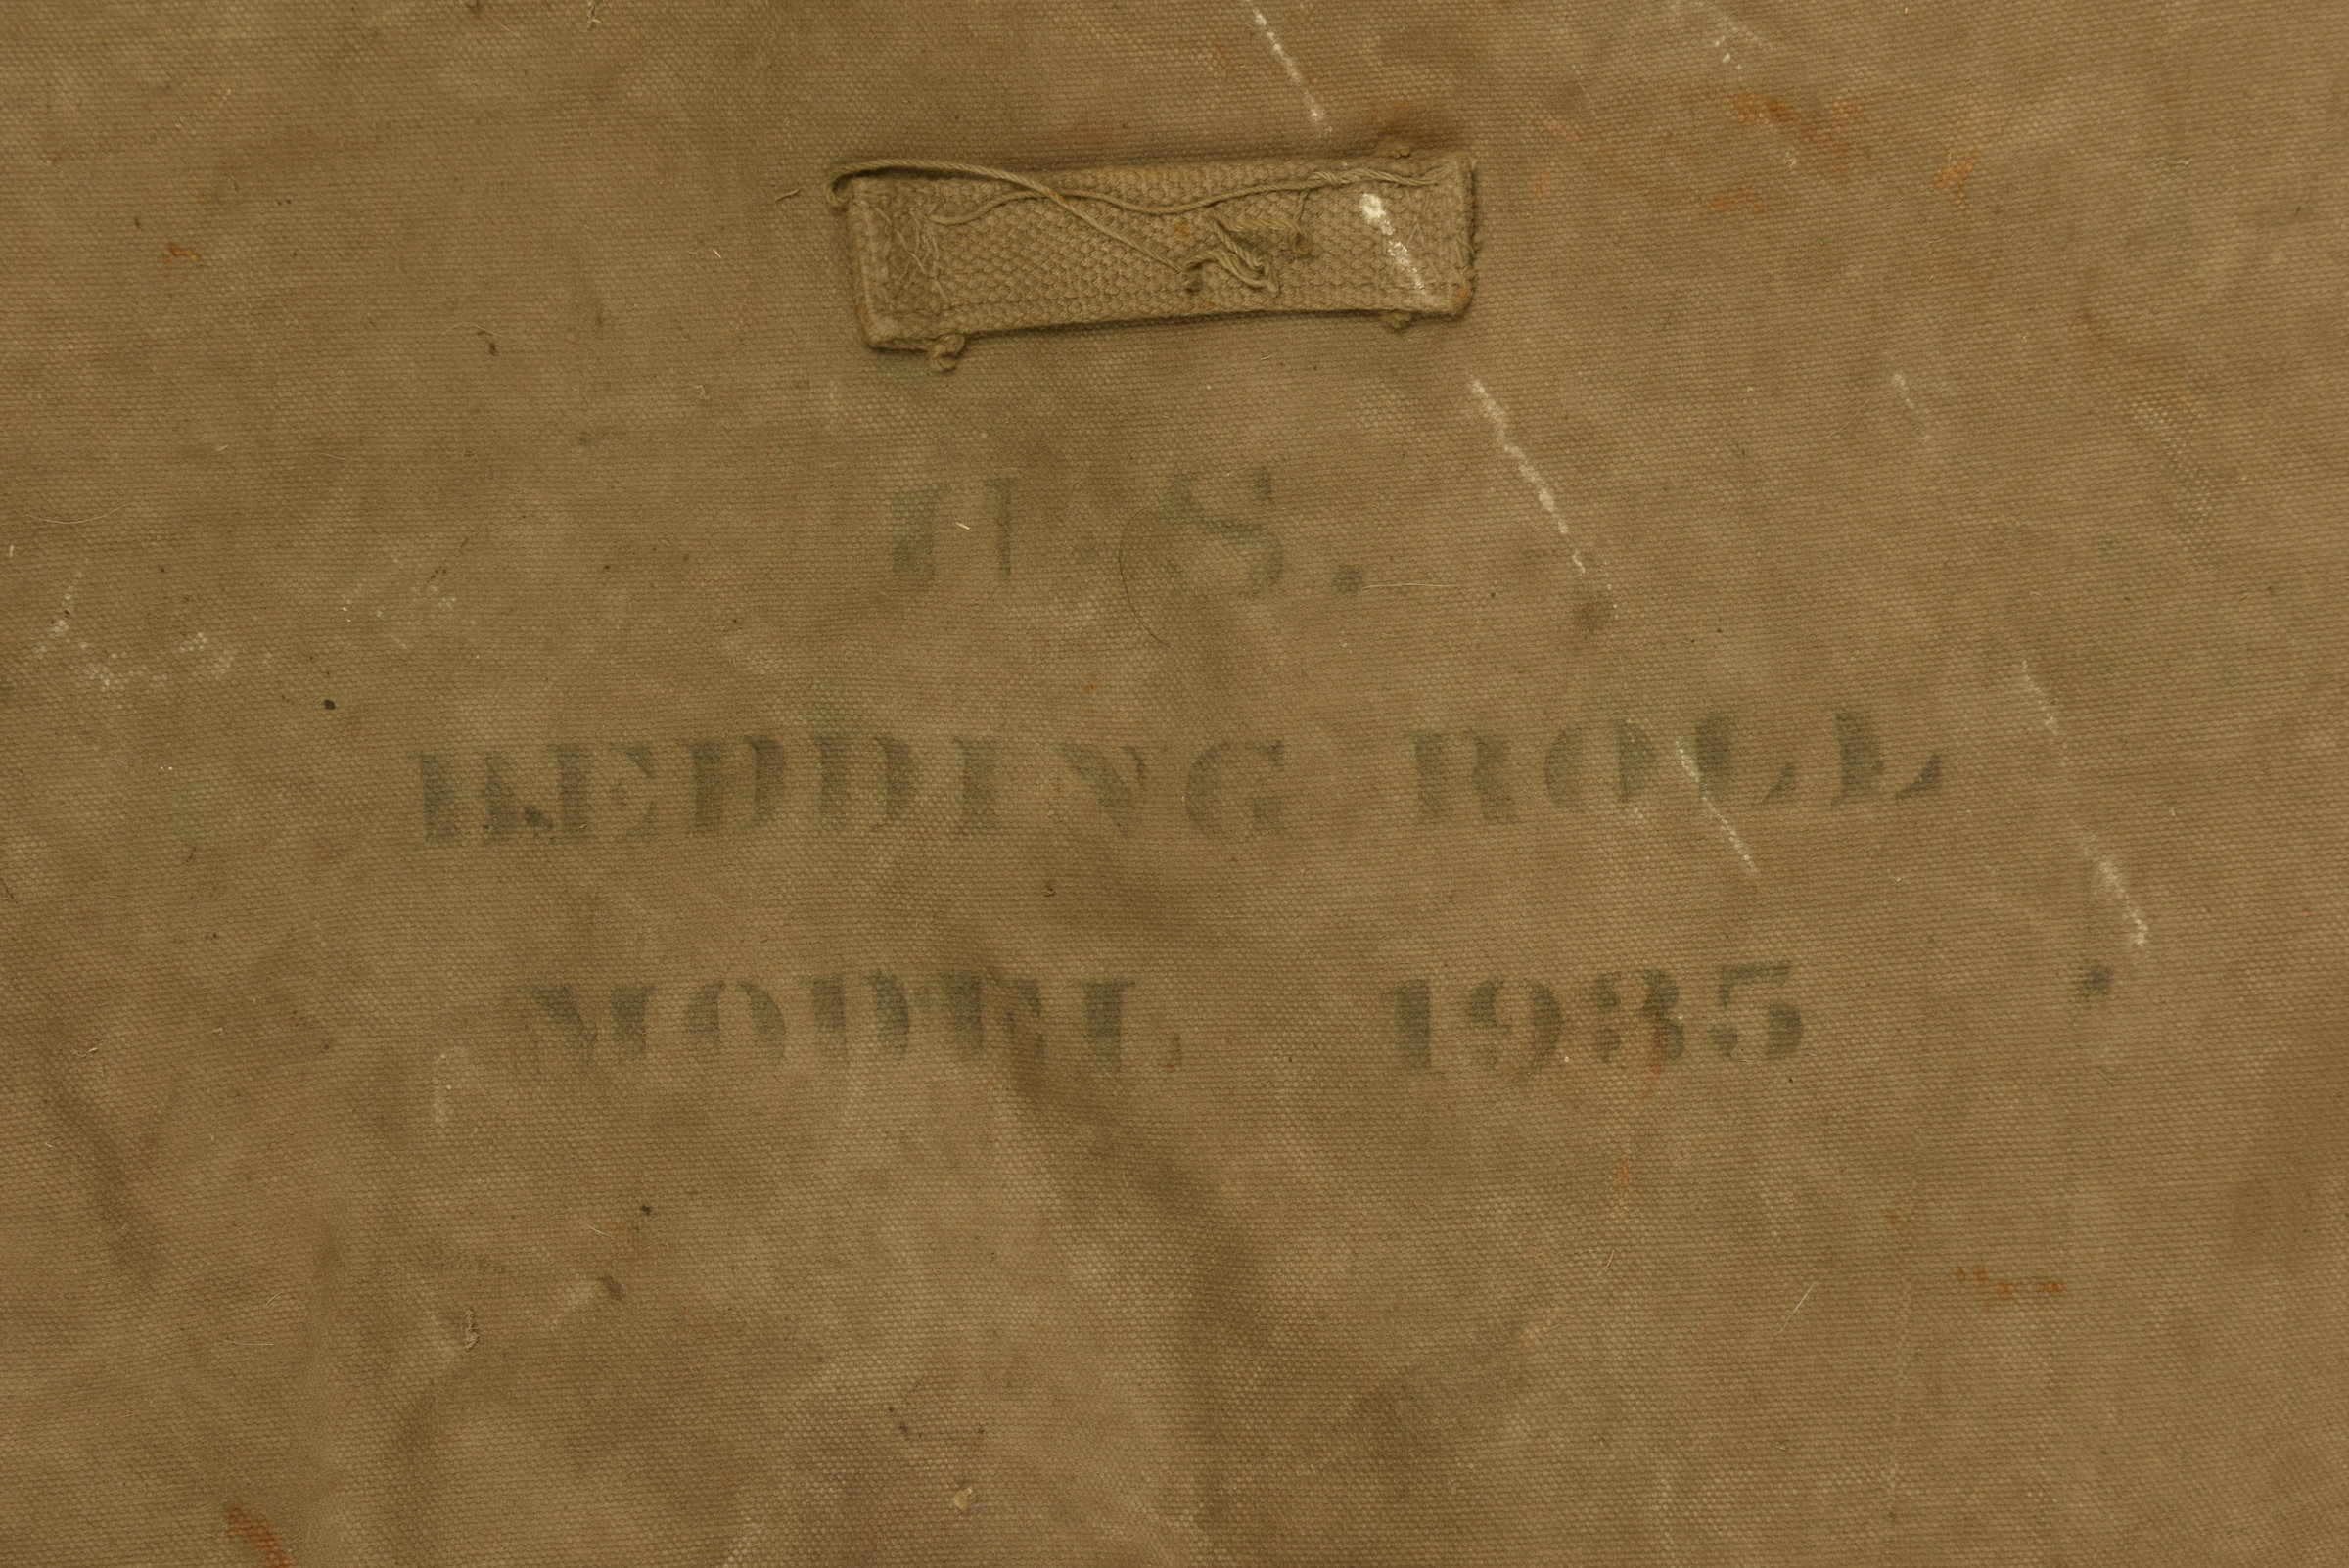 U.S.
BEDDING ROLL
MODEL 1935